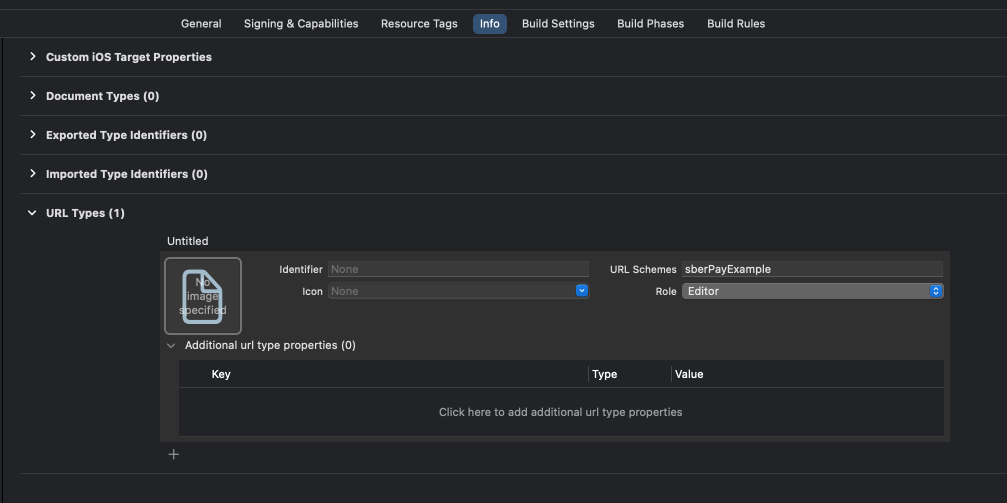 General Signing & Capabilities Resource Tags Info Build Settings Build Phases Build Rules
Custom iOS Target Properties
Document Types (0)
Exported Type Identifiers (0)
Imported Type Identifiers (0)
URL Types (1)
Untitled
No
image
specified
Identifier None
URL Schemes sberPayExample
Icon None
Role Editor
Additional url type properties (0)
Key Type Value
Click here to add additional url type properties